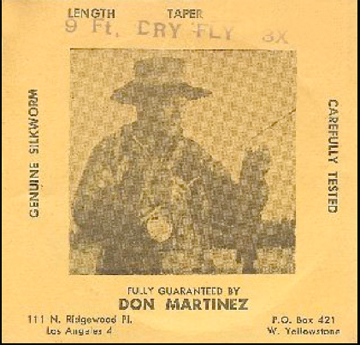 LENGTH TAPER
9 Ft. DRY FLY 3X
GENUINE SILKWORM
CAREFULLY TESTED
FULLY GUARANTEED BY
DON MARTINEZ
111 N. Ridgewood Pl. P.O. Box 421
Los Angeles 4 W. Yellowstone